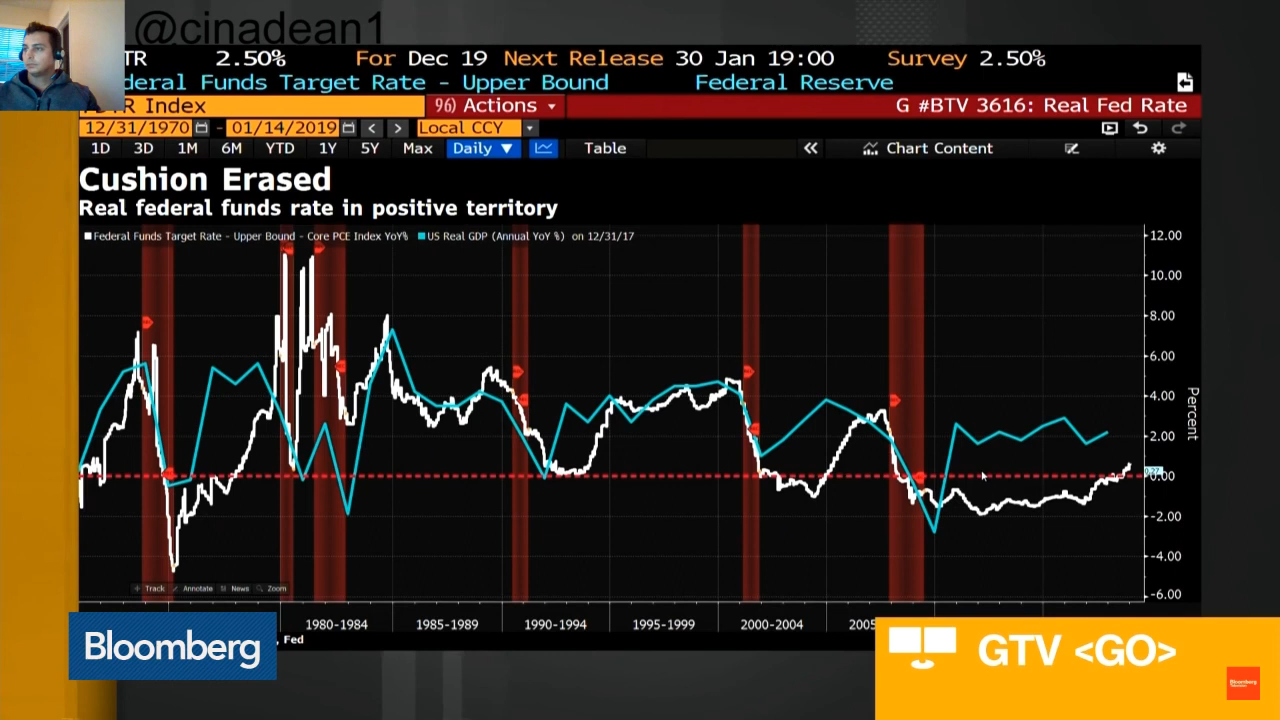 @cinadean1
TR 2.50% For Dec 19 Next Release 30 Jan 19:00 Survey 2.50%
deral Funds Target Rate - Upper Bound Federal Reserve
Index 96) Actions G #BTV 3616: Real Fed Rate
12/31/1970 - 01/14/2019 < > Local CCY
1D 3D 1M 6M YTD 1Y 5Y Max Daily ▼ Table « Chart Content
Cushion Erased
Real federal funds rate in positive territory
Federal Funds Target Rate - Upper Bound - Core PCE Index YoY% US Real GDP (Annual YoY %) on 12/31/17
12.00
10.00
8.00
6.00
4.00
2.00
0.00
-2.00
-4.00
-6.00
Percent
Track Annotate News Zoom
1980-1984 1985-1989 1990-1994 1995-1999 2000-2004 2005
, Fed
Bloomberg
GTV <GO>